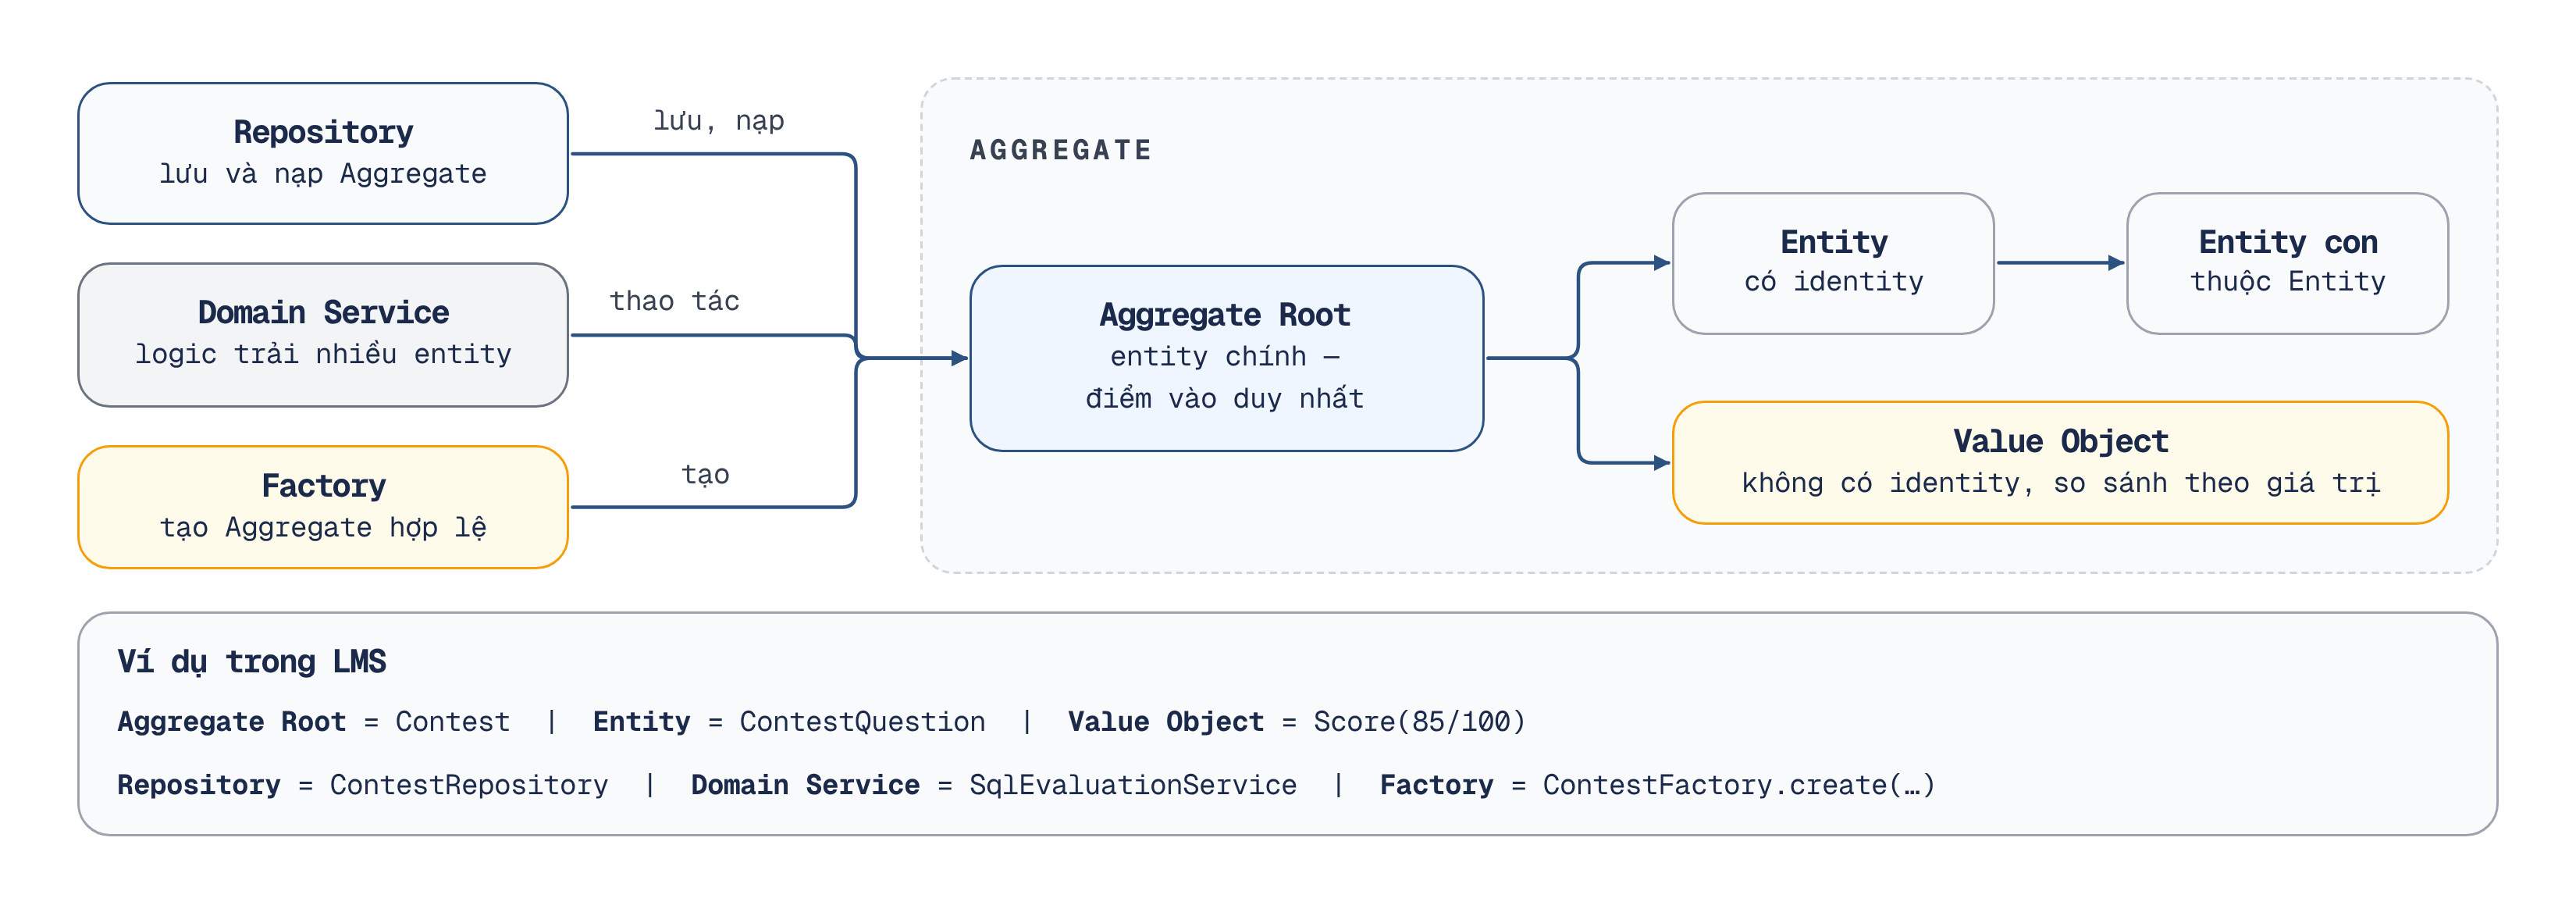 Repository
lưu và nạp Aggregate
lưu, nạp
Domain Service
logic trải nhiều entity
thao tác
Factory
tạo Aggregate hợp lệ
tạo
AGGREGATE
Aggregate Root
entity chính —
điểm vào duy nhất
Entity
có identity
Entity con
thuộc Entity
Value Object
không có identity, so sánh theo giá trị
Ví dụ trong LMS
Aggregate Root = Contest | Entity = ContestQuestion | Value Object = Score(85/100)
Repository = ContestRepository | Domain Service = SqlEvaluationService | Factory = ContestFactory.create(…)